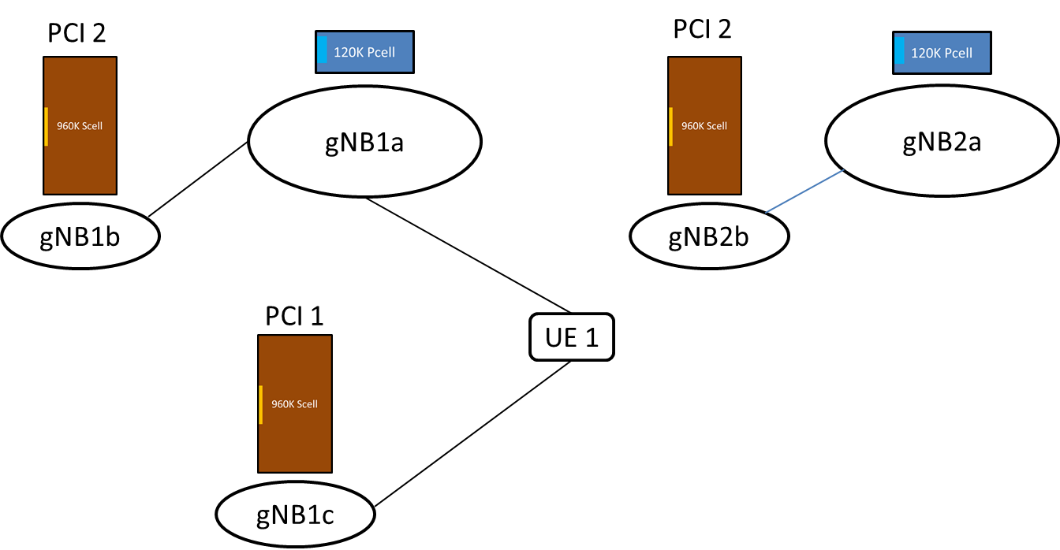 PCI 2
120K Pcell
960K Scell
gNB1a
gNB1b
PCI 2
120K Pcell
960K Scell
gNB2a
gNB2b
PCI 1
UE 1
960K Scell
gNB1c